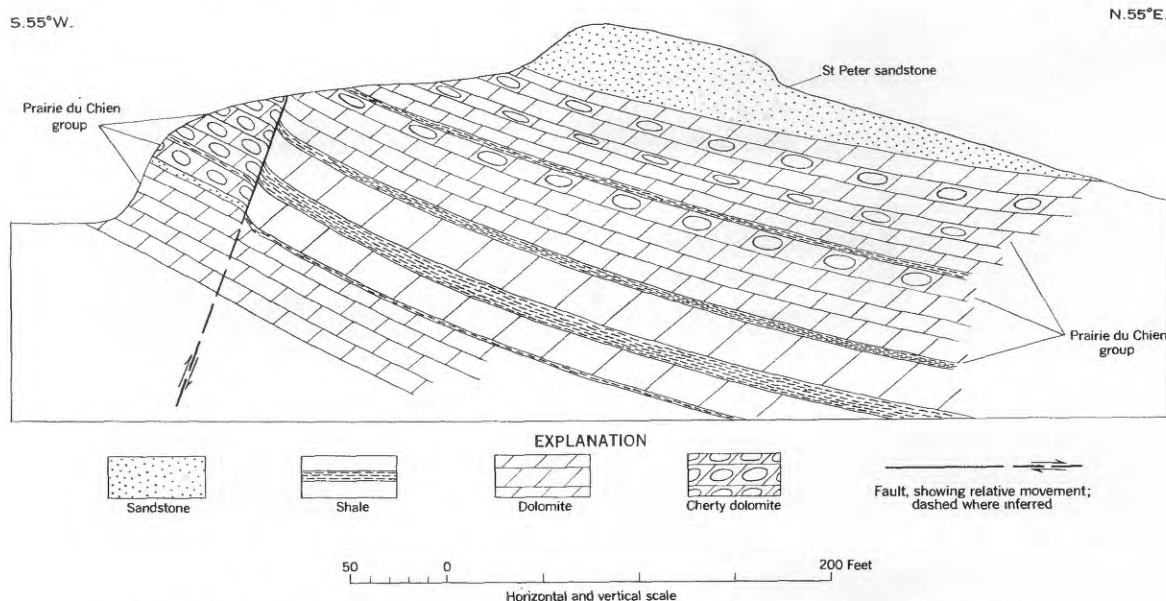 S.55°W.
N.55°E.
St Peter sandstone
Prairie du Chien
group
Prairie du Chien
group
EXPLANATION
Sandstone
Shale
Dolomite
Cherty dolomite
Fault, showing relative movement;
dashed where inferred
50 0 200 Feet
Horizontal and vertical scale